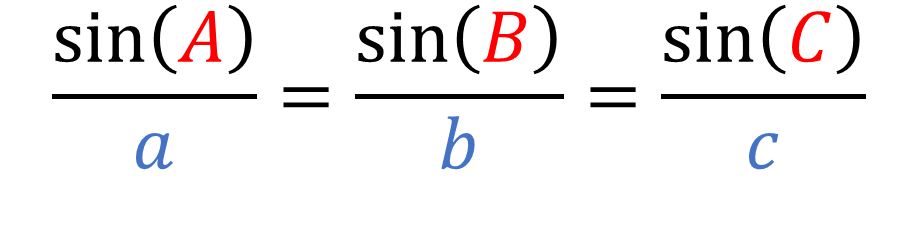 sin(A)/a = sin(B)/b = sin(C)/c